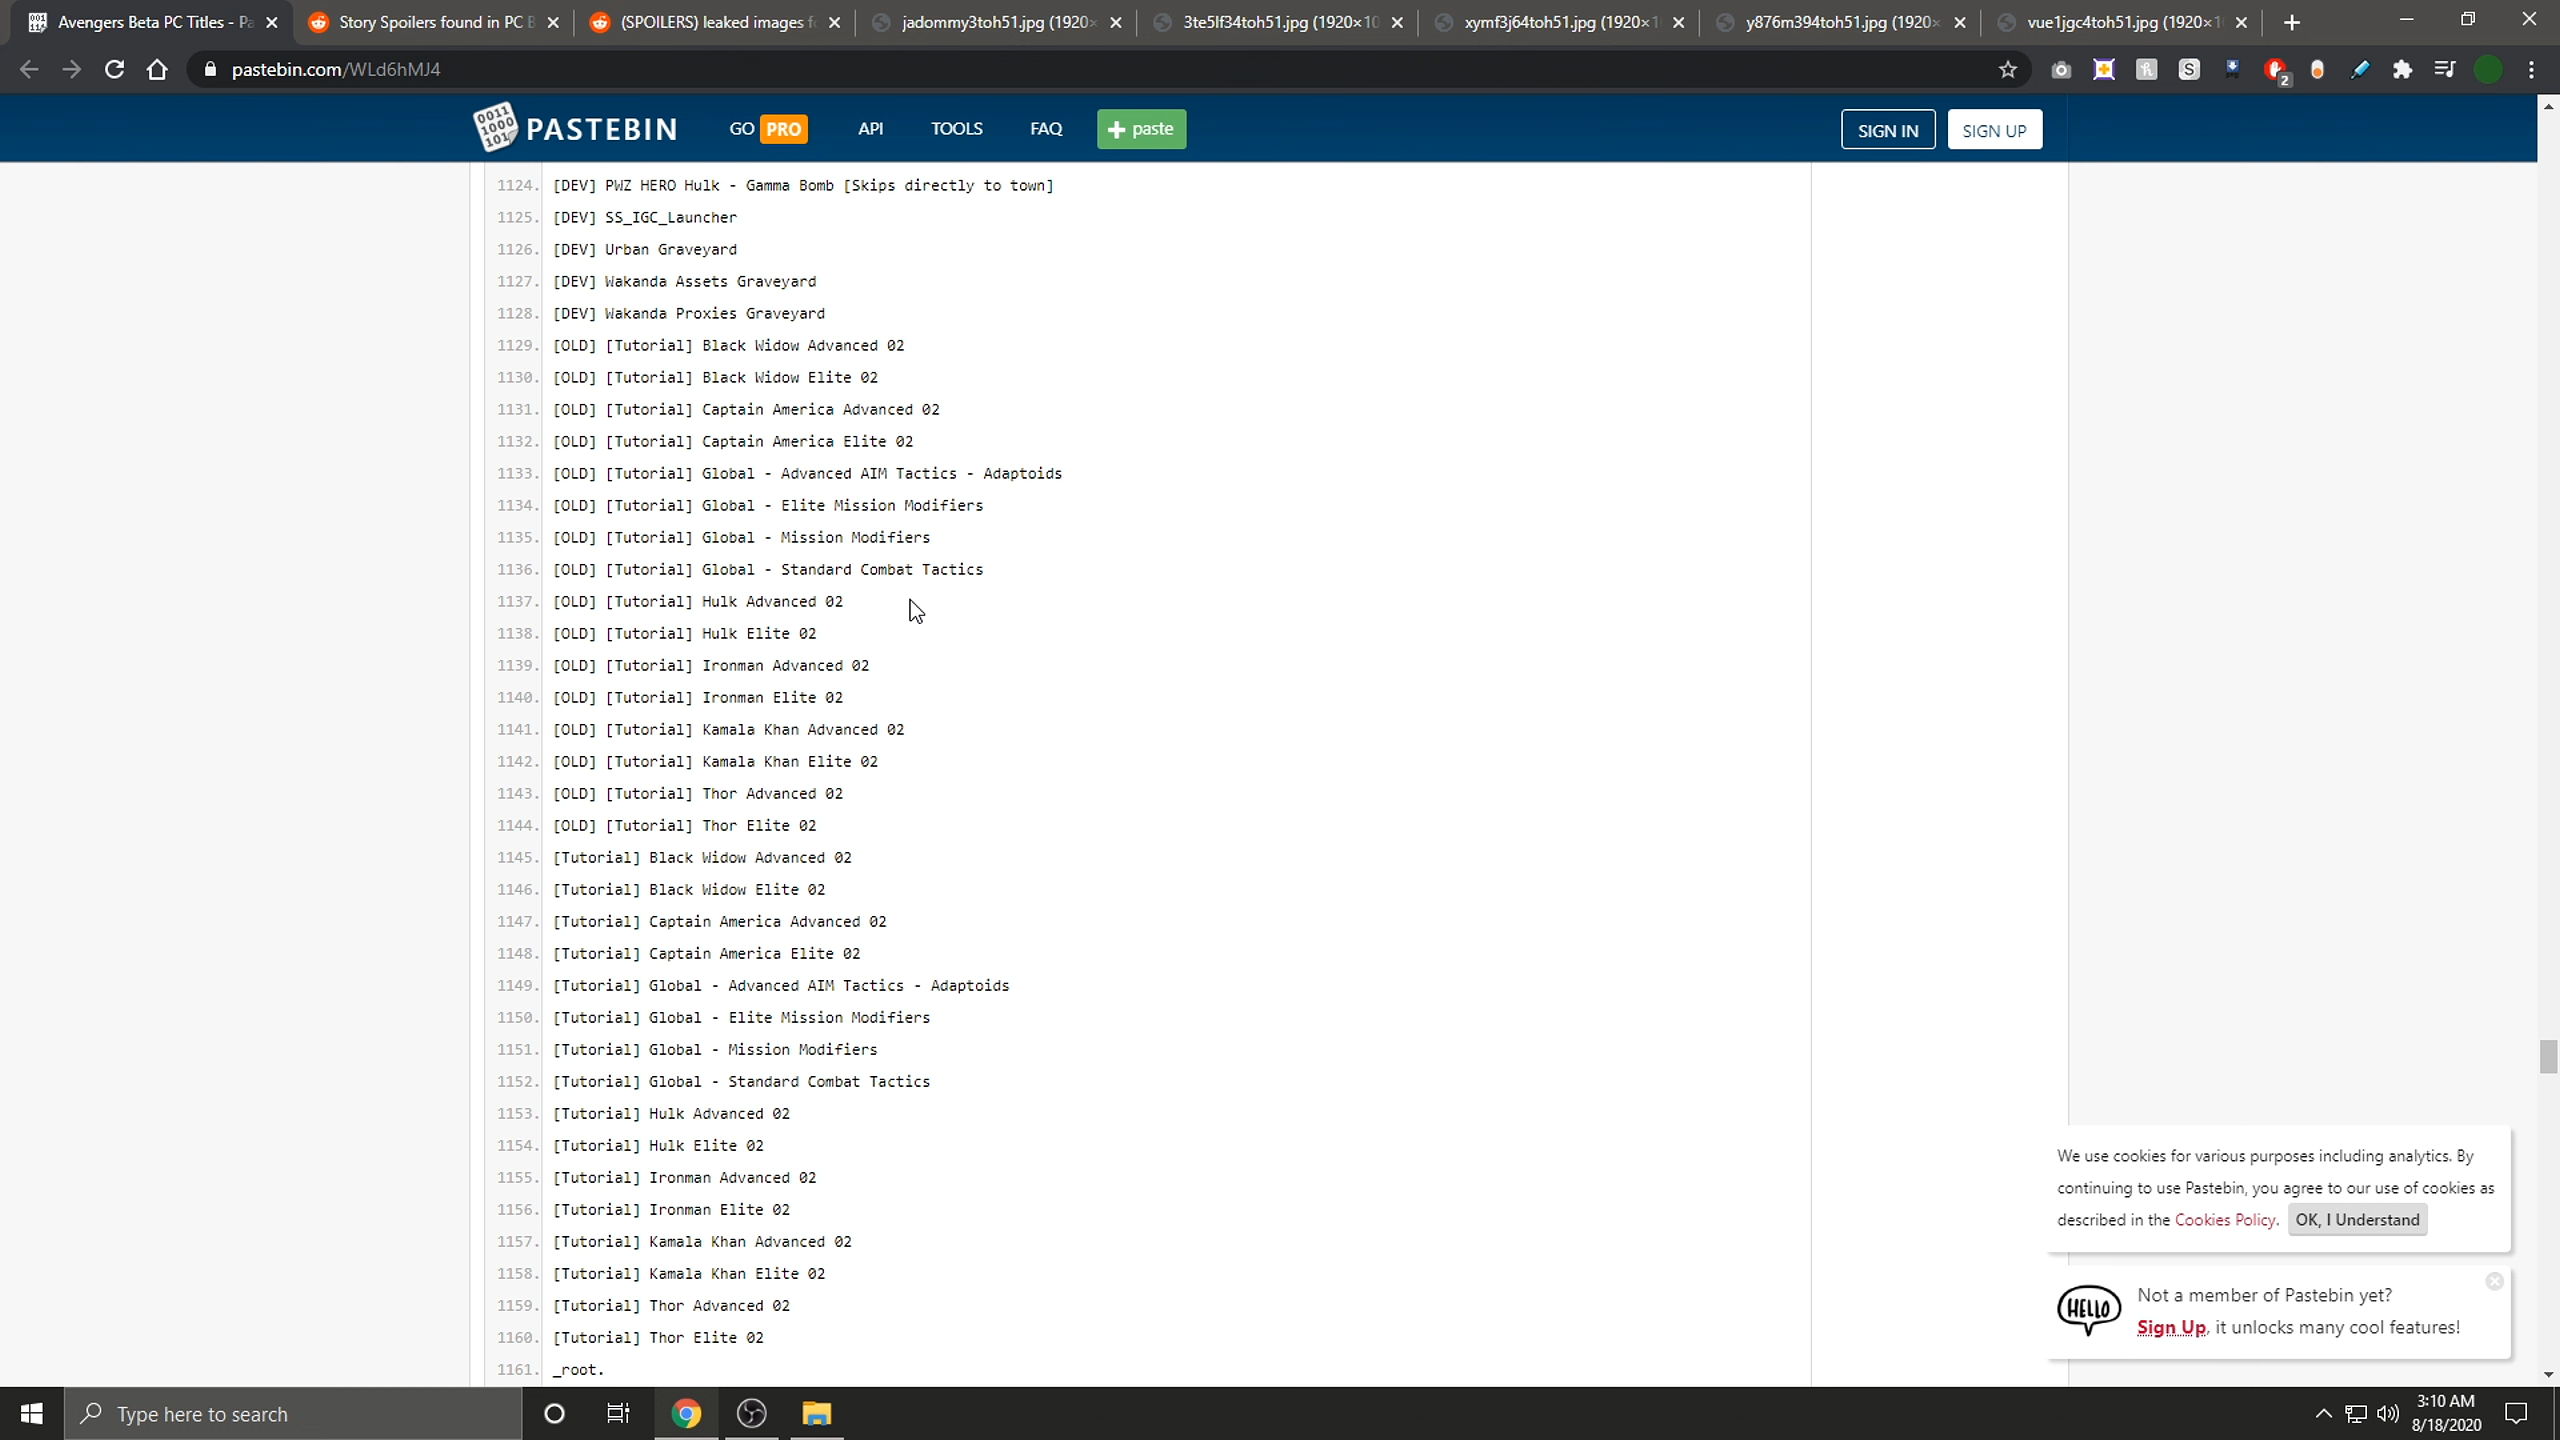 Avengers Beta PC Titles - Pa
Story Spoilers found in PC B
(SPOILERS) leaked images f
jadommy3toh51.jpg (1920×
3te5lf34toh51.jpg (1920×10
xymf3j64toh51.jpg (1920×1
y876m394toh51.jpg (1920×
vue1jgc4toh51.jpg (1920×1
pastebin.com/WLd6hMJ4
2
0011
1000
101
PASTEBIN
GO PRO
API
TOOLS
FAQ
+ paste
SIGN IN
SIGN UP
1124. [DEV] PWZ HERO Hulk - Gamma Bomb [Skips directly to town]
1125. [DEV] SS_IGC_Launcher
1126. [DEV] Urban Graveyard
1127. [DEV] Wakanda Assets Graveyard
1128. [DEV] Wakanda Proxies Graveyard
1129. [OLD] [Tutorial] Black Widow Advanced 02
1130. [OLD] [Tutorial] Black Widow Elite 02
1131. [OLD] [Tutorial] Captain America Advanced 02
1132. [OLD] [Tutorial] Captain America Elite 02
1133. [OLD] [Tutorial] Global - Advanced AIM Tactics - Adaptoids
1134. [OLD] [Tutorial] Global - Elite Mission Modifiers
1135. [OLD] [Tutorial] Global - Mission Modifiers
1136. [OLD] [Tutorial] Global - Standard Combat Tactics
1137. [OLD] [Tutorial] Hulk Advanced 02
1138. [OLD] [Tutorial] Hulk Elite 02
1139. [OLD] [Tutorial] Ironman Advanced 02
1140. [OLD] [Tutorial] Ironman Elite 02
1141. [OLD] [Tutorial] Kamala Khan Advanced 02
1142. [OLD] [Tutorial] Kamala Khan Elite 02
1143. [OLD] [Tutorial] Thor Advanced 02
1144. [OLD] [Tutorial] Thor Elite 02
1145. [Tutorial] Black Widow Advanced 02
1146. [Tutorial] Black Widow Elite 02
1147. [Tutorial] Captain America Advanced 02
1148. [Tutorial] Captain America Elite 02
1149. [Tutorial] Global - Advanced AIM Tactics - Adaptoids
1150. [Tutorial] Global - Elite Mission Modifiers
1151. [Tutorial] Global - Mission Modifiers
1152. [Tutorial] Global - Standard Combat Tactics
1153. [Tutorial] Hulk Advanced 02
1154. [Tutorial] Hulk Elite 02
1155. [Tutorial] Ironman Advanced 02
1156. [Tutorial] Ironman Elite 02
1157. [Tutorial] Kamala Khan Advanced 02
1158. [Tutorial] Kamala Khan Elite 02
1159. [Tutorial] Thor Advanced 02
1160. [Tutorial] Thor Elite 02
1161. _root.
We use cookies for various purposes including analytics. By
continuing to use Pastebin, you agree to our use of cookies as
described in the Cookies Policy. OK, I Understand
HELLO
Not a member of Pastebin yet?
Sign Up, it unlocks many cool features!
Type here to search
3:10 AM
8/18/2020